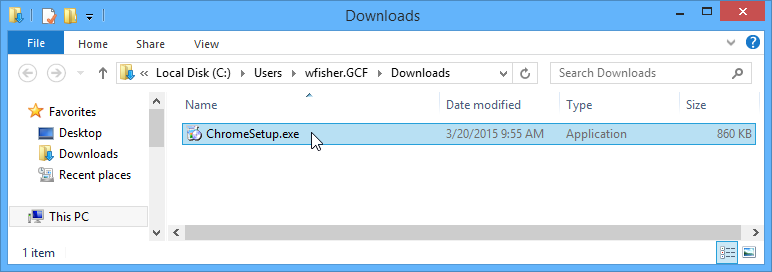 Downloads
File Home Share View
« Local Disk (C:) Users wfisher.GCF Downloads Search Downloads
Favorites
Desktop
Downloads
Recent places
This PC
Name Date modified Type Size
ChromeSetup.exe 3/20/2015 9:55 AM Application 860 KB
1 item